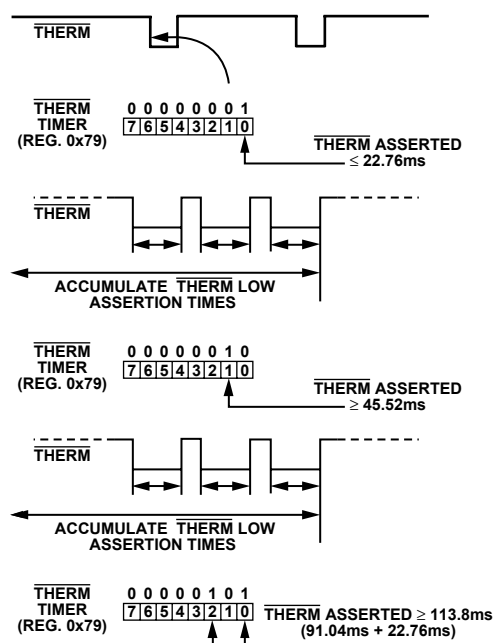 THERM
THERM
TIMER
(REG. 0x79)
0 0 0 0 0 0 0 1
7 6 5 4 3 2 1 0
THERM ASSERTED
≤ 22.76ms
THERM
ACCUMULATE THERM LOW
ASSERTION TIMES
THERM
TIMER
(REG. 0x79)
0 0 0 0 0 0 1 0
7 6 5 4 3 2 1 0
THERM ASSERTED
≥ 45.52ms
THERM
ACCUMULATE THERM LOW
ASSERTION TIMES
THERM
TIMER
(REG. 0x79)
0 0 0 0 0 1 0 1
7 6 5 4 3 2 1 0
THERM ASSERTED ≥ 113.8ms
(91.04ms + 22.76ms)